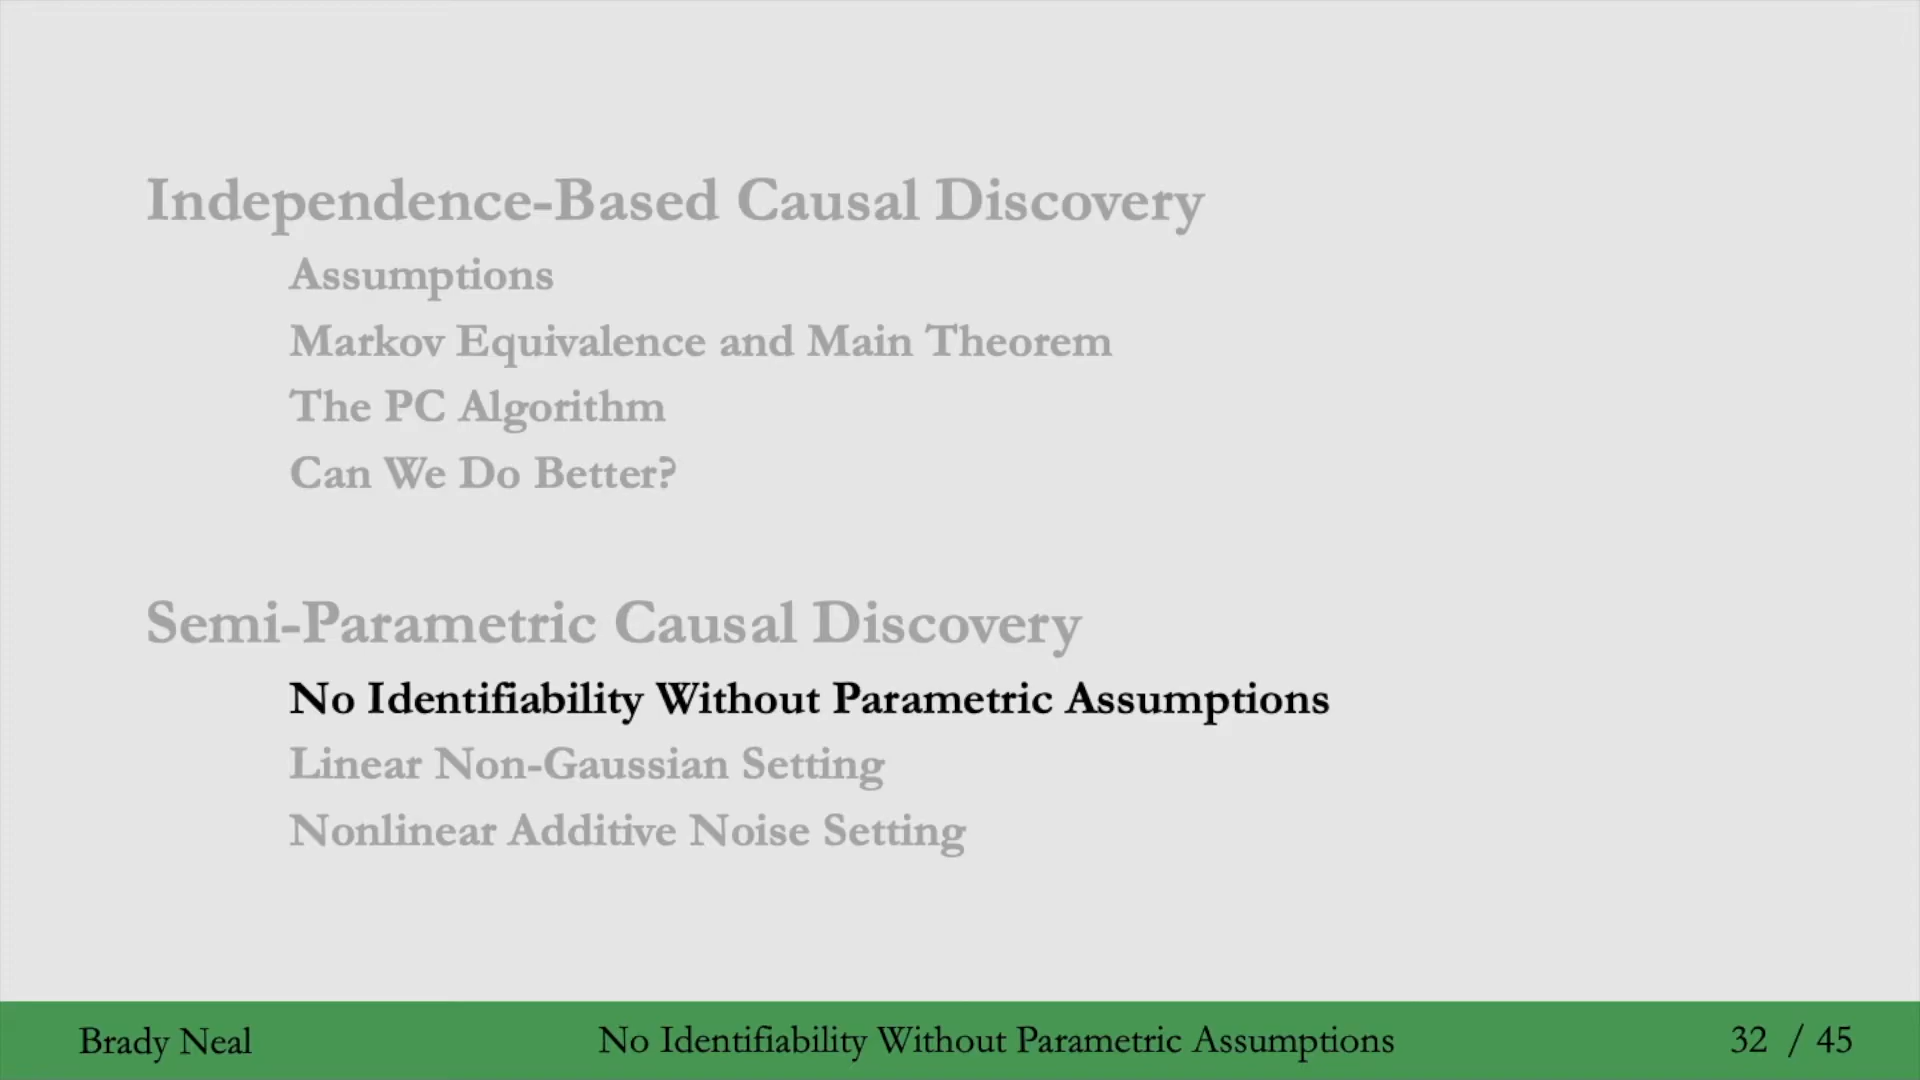 Independence-Based Causal Discovery
Assumptions
Markov Equivalence and Main Theorem
The PC Algorithm
Can We Do Better?
Semi-Parametric Causal Discovery
No Identifiability Without Parametric Assumptions
Linear Non-Gaussian Setting
Nonlinear Additive Noise Setting
Brady Neal
No Identifiability Without Parametric Assumptions
32 / 45